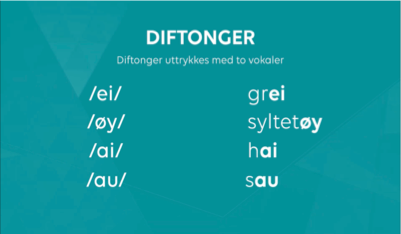 DIFTONGER
Diftonger uttrykkes med to vokaler
/ei/ grei
/øy/ syltetøy
/ai/ hai
/au/ sau